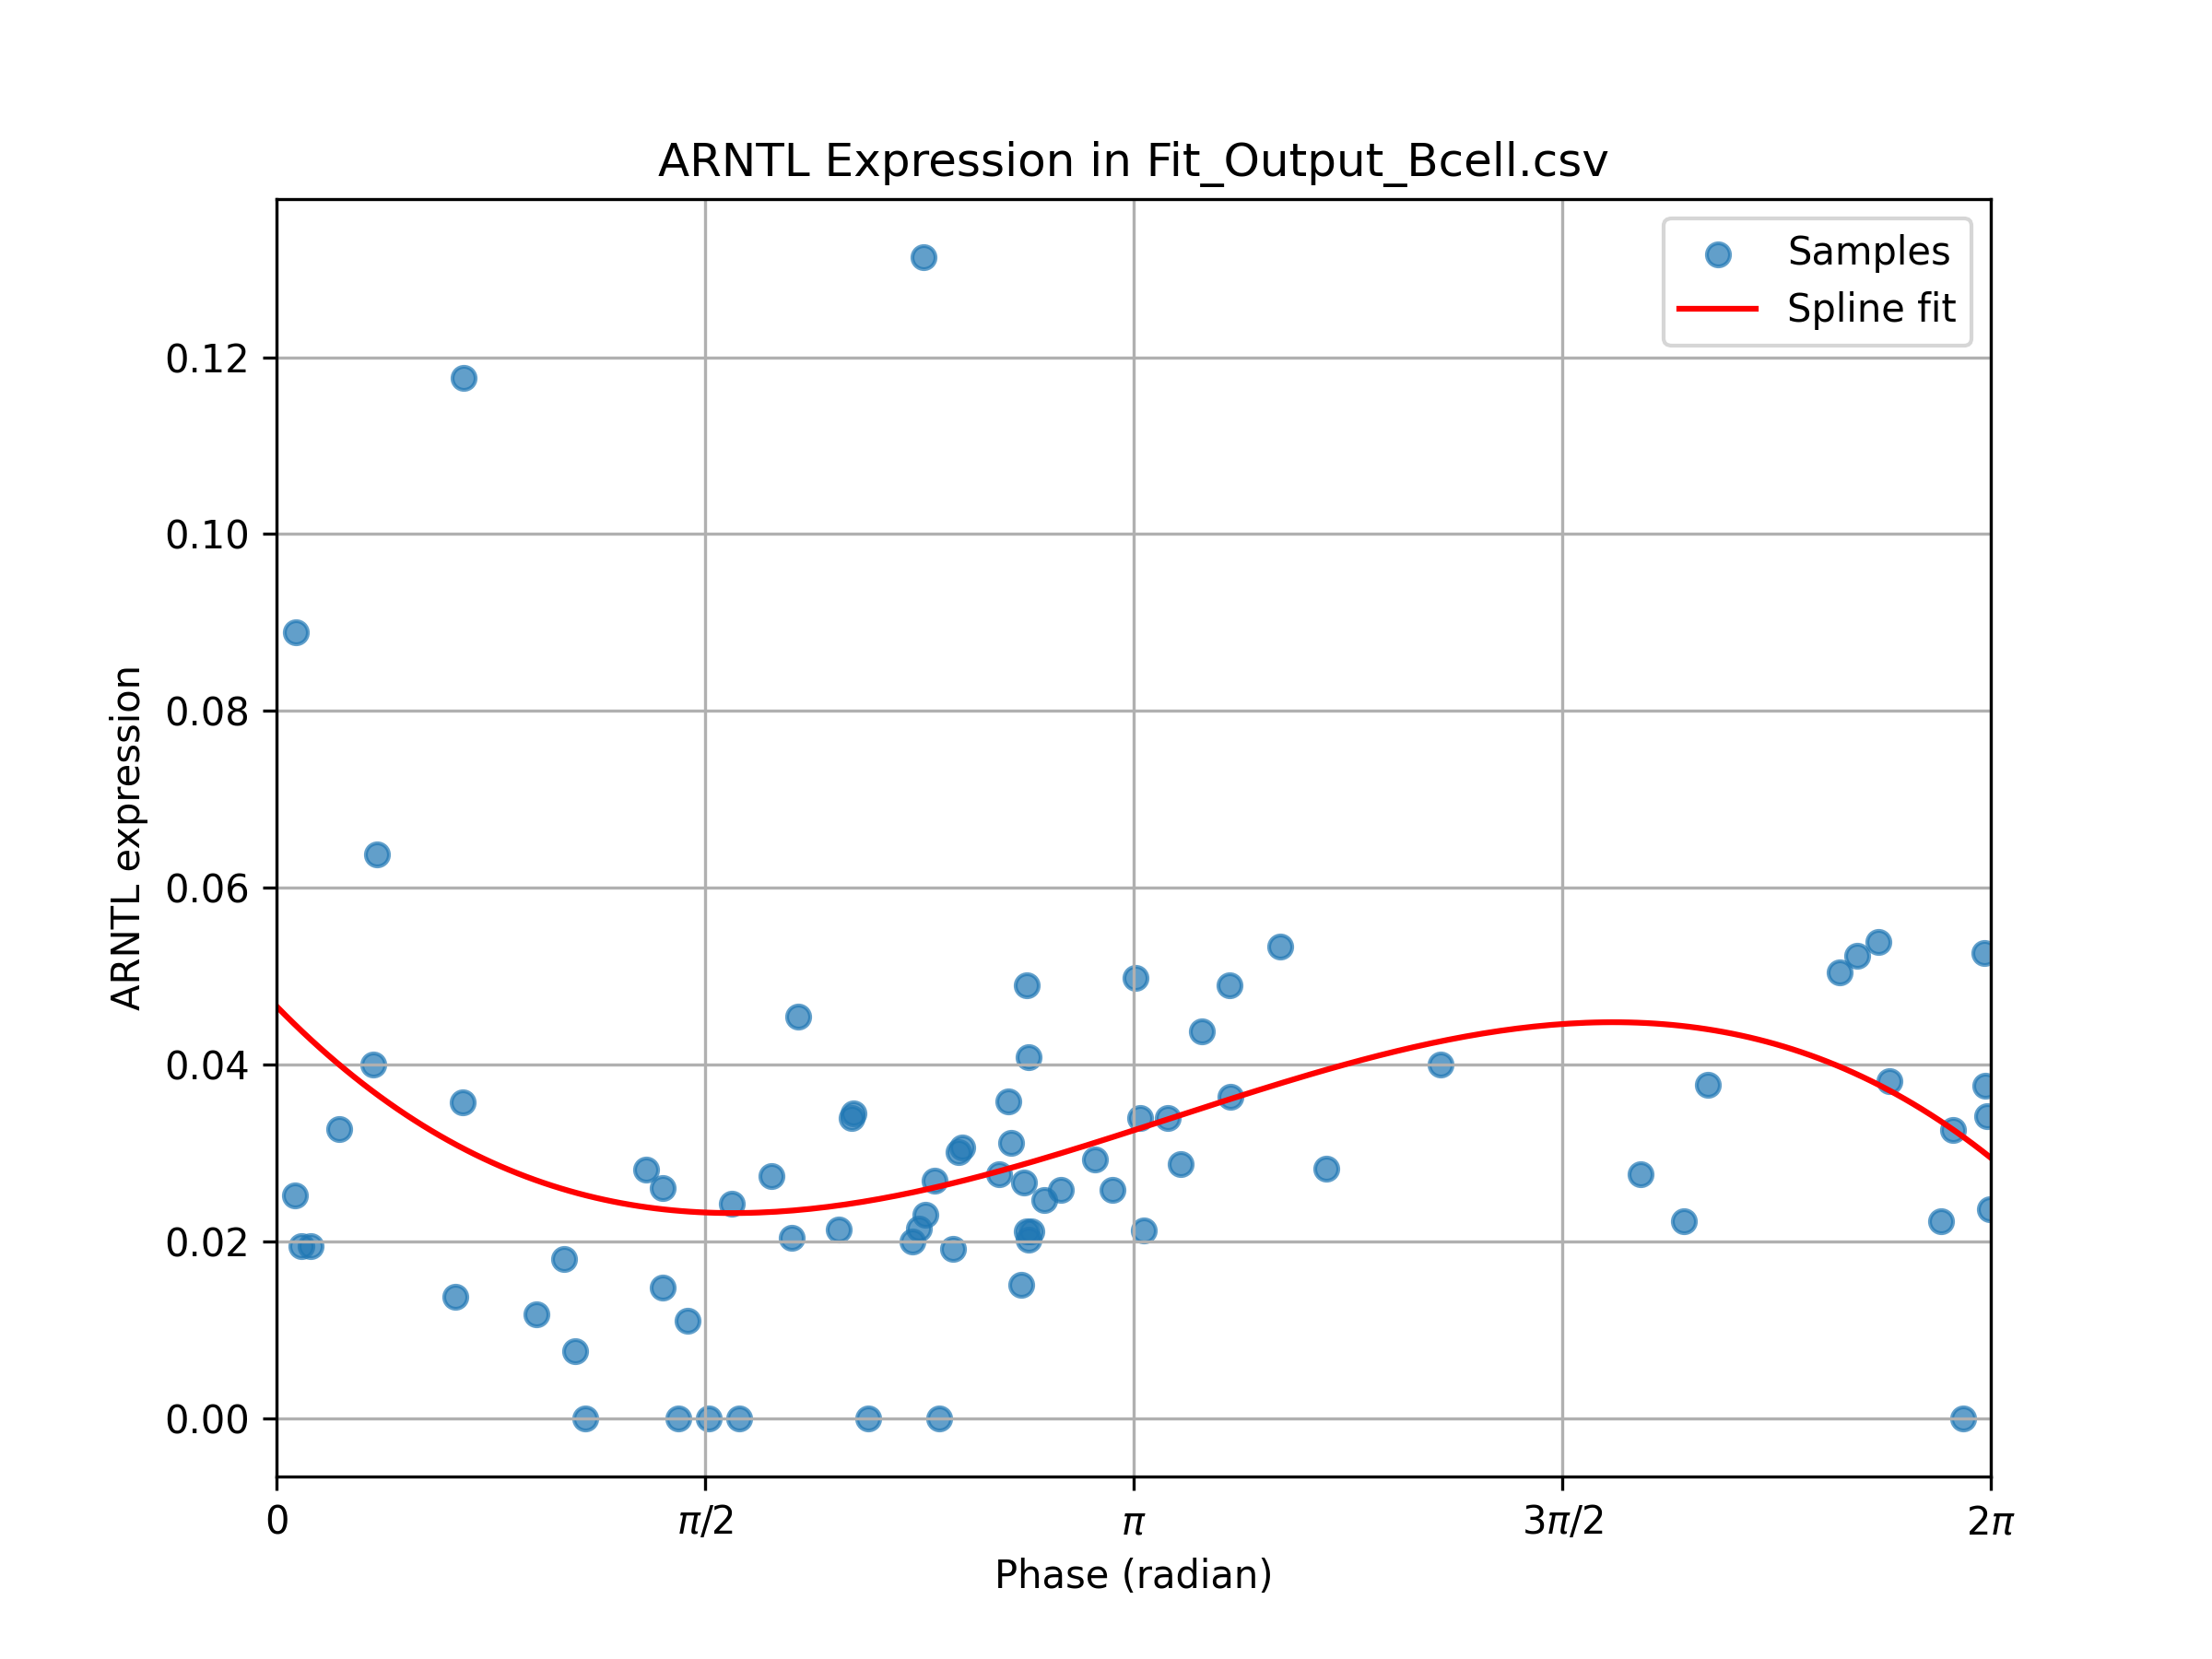 ARNTL Expression in Fit_Output_Bcell.csv
Samples
Spline fit
0.12
0.10
0.08
0.06
0.04
0.02
0.00
ARNTL expression
0 π/2 π 3π/2 2π
Phase (radian)